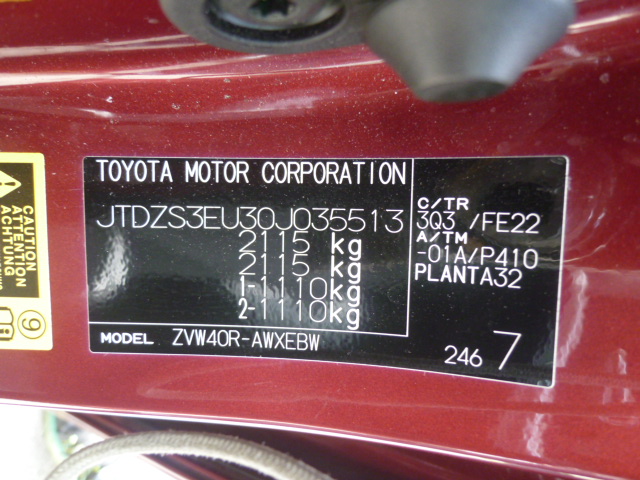 TOYOTA MOTOR CORPORATION
JTDZS3EU30J035513
2115 kg
2115 kg
1-1110kg
2-1110kg
MODEL ZVW40R-AWXEBW
C/TR
3Q3 /FE22
A/TM
-01A/P410
PLANTA32
246 7
CAUTION
ATTENTION
ACHTUNG
9